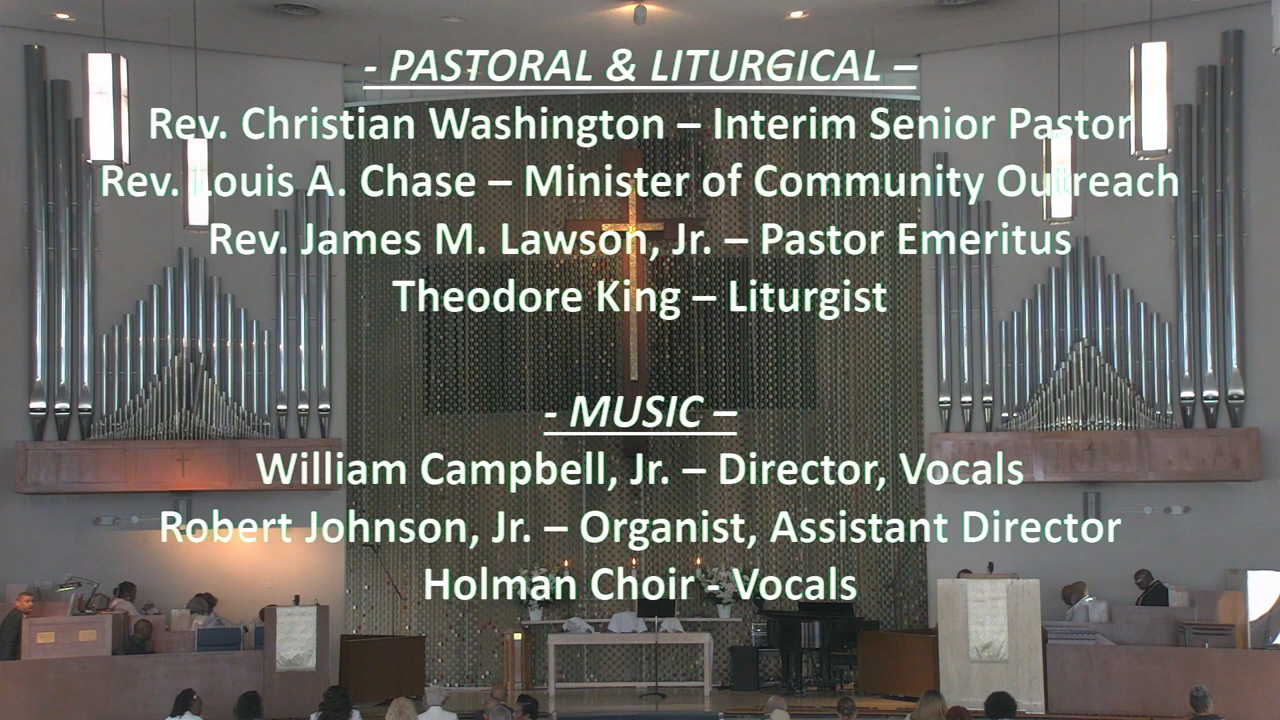 - PASTORAL & LITURGICAL –
Rev. Christian Washington – Interim Senior Pastor
Rev. Louis A. Chase – Minister of Community Outreach
Rev. James M. Lawson, Jr. – Pastor Emeritus
Theodore King – Liturgist
- MUSIC –
William Campbell, Jr. – Director, Vocals
Robert Johnson, Jr. – Organist, Assistant Director
Holman Choir - Vocals